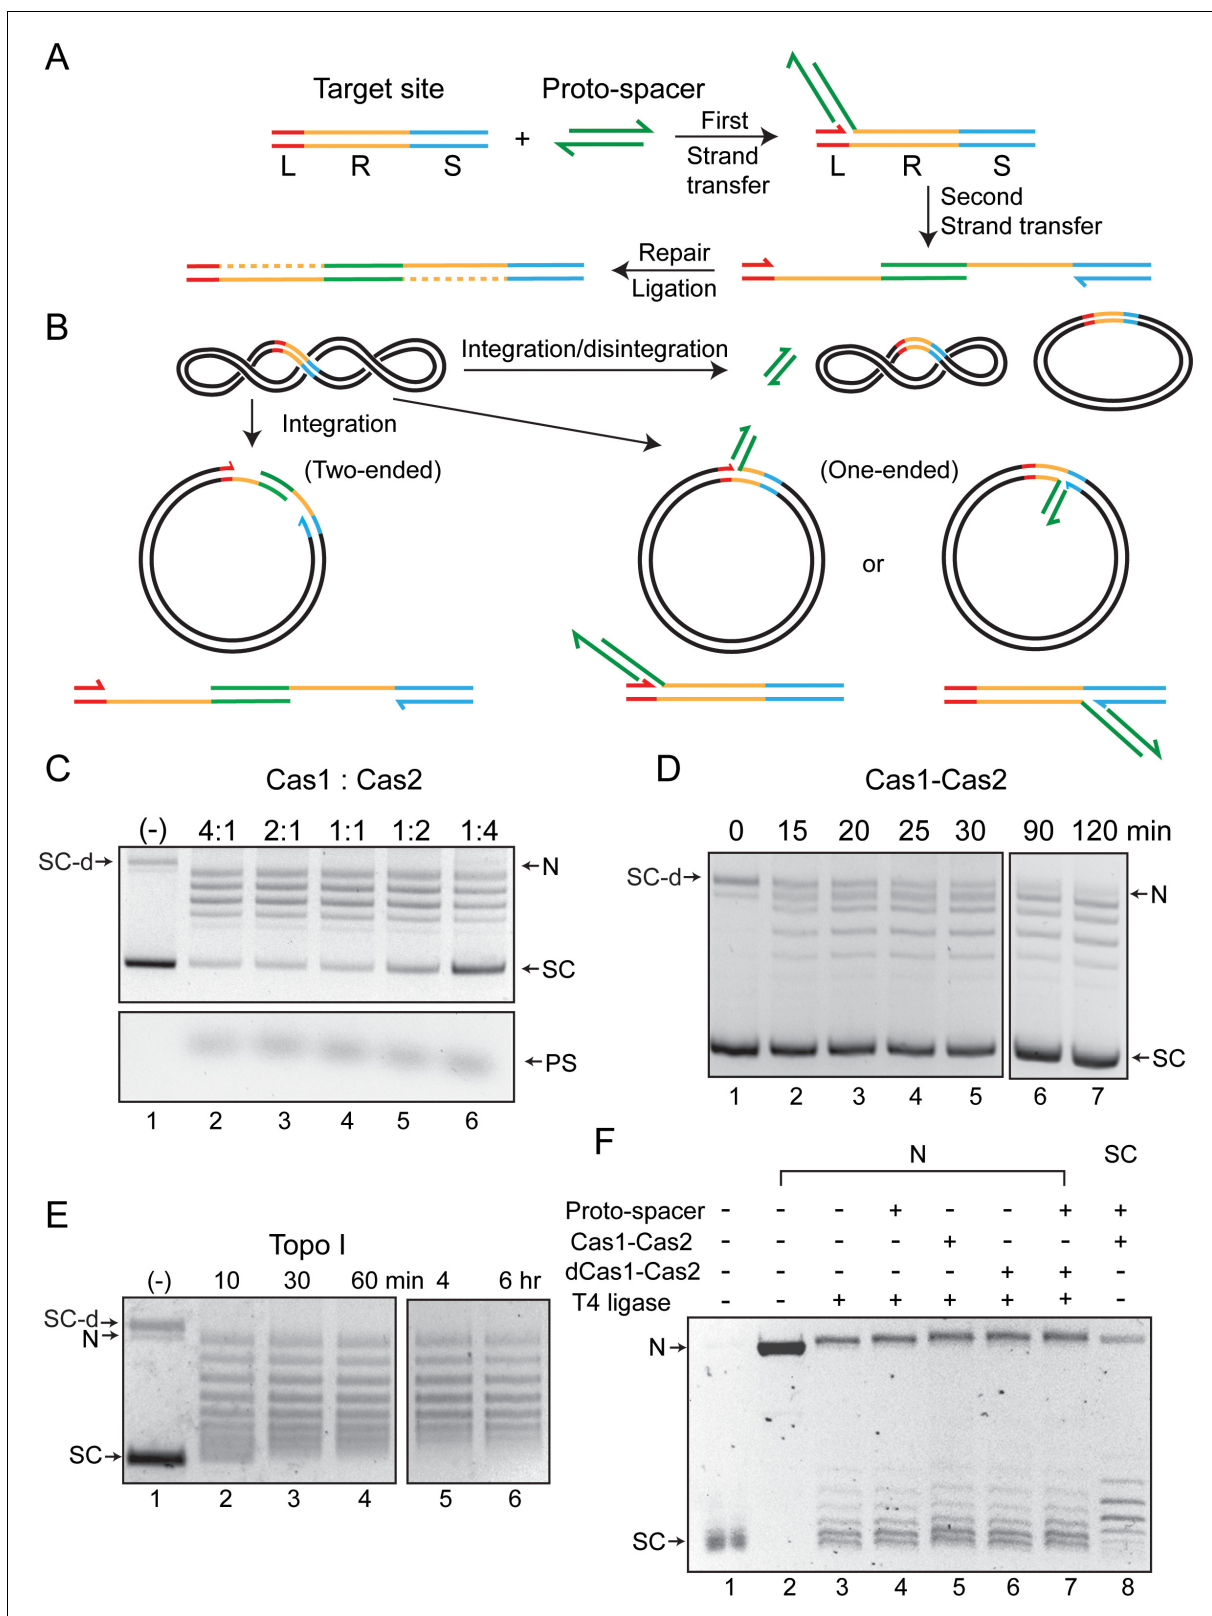 A
Target site
Proto-spacer
+
First
Strand
transfer
L R S
L R S
Second
Strand transfer
Repair
Ligation
B
Integration/disintegration
Integration
(Two-ended)
(One-ended)
or
C
Cas1 : Cas2
(-) 4:1 2:1 1:1 1:2 1:4
SC-d
N
SC
PS
1 2 3 4 5 6
D
Cas1-Cas2
0 15 20 25 30 90 120 min
SC-d
N
SC
1 2 3 4 5 6 7
E
Topo I
(-) 10 30 60 min 4 6 hr
SC-d
N
SC
1 2 3 4 5 6
F
N SC
Proto-spacer - - - + - - + +
Cas1-Cas2 - - - - + - - +
dCas1-Cas2 - - - - - + + -
T4 ligase - - + + + + + -
N
SC
1 2 3 4 5 6 7 8